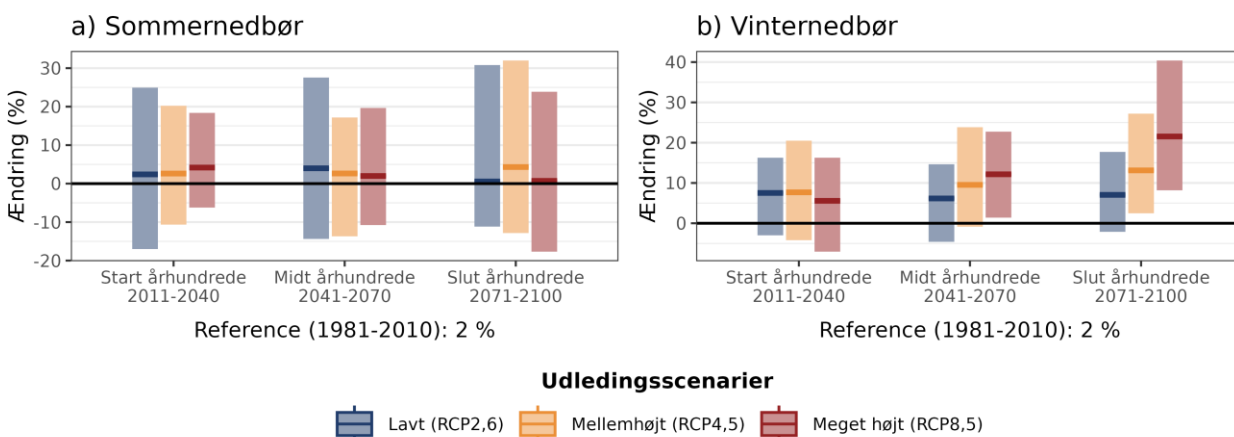 a) Sommernedbør
Ændring (%)
30
20
10
0
-10
-20
Start århundrede
2011-2040
Midt århundrede
2041-2070
Slut århundrede
2071-2100
Reference (1981-2010): 2 %
b) Vinternedbør
Ændring (%)
40
30
20
10
0
Start århundrede
2011-2040
Midt århundrede
2041-2070
Slut århundrede
2071-2100
Reference (1981-2010): 2 %
Udledingsscenarier
Lavt (RCP2,6)
Mellemhøjt (RCP4,5)
Meget højt (RCP8,5)